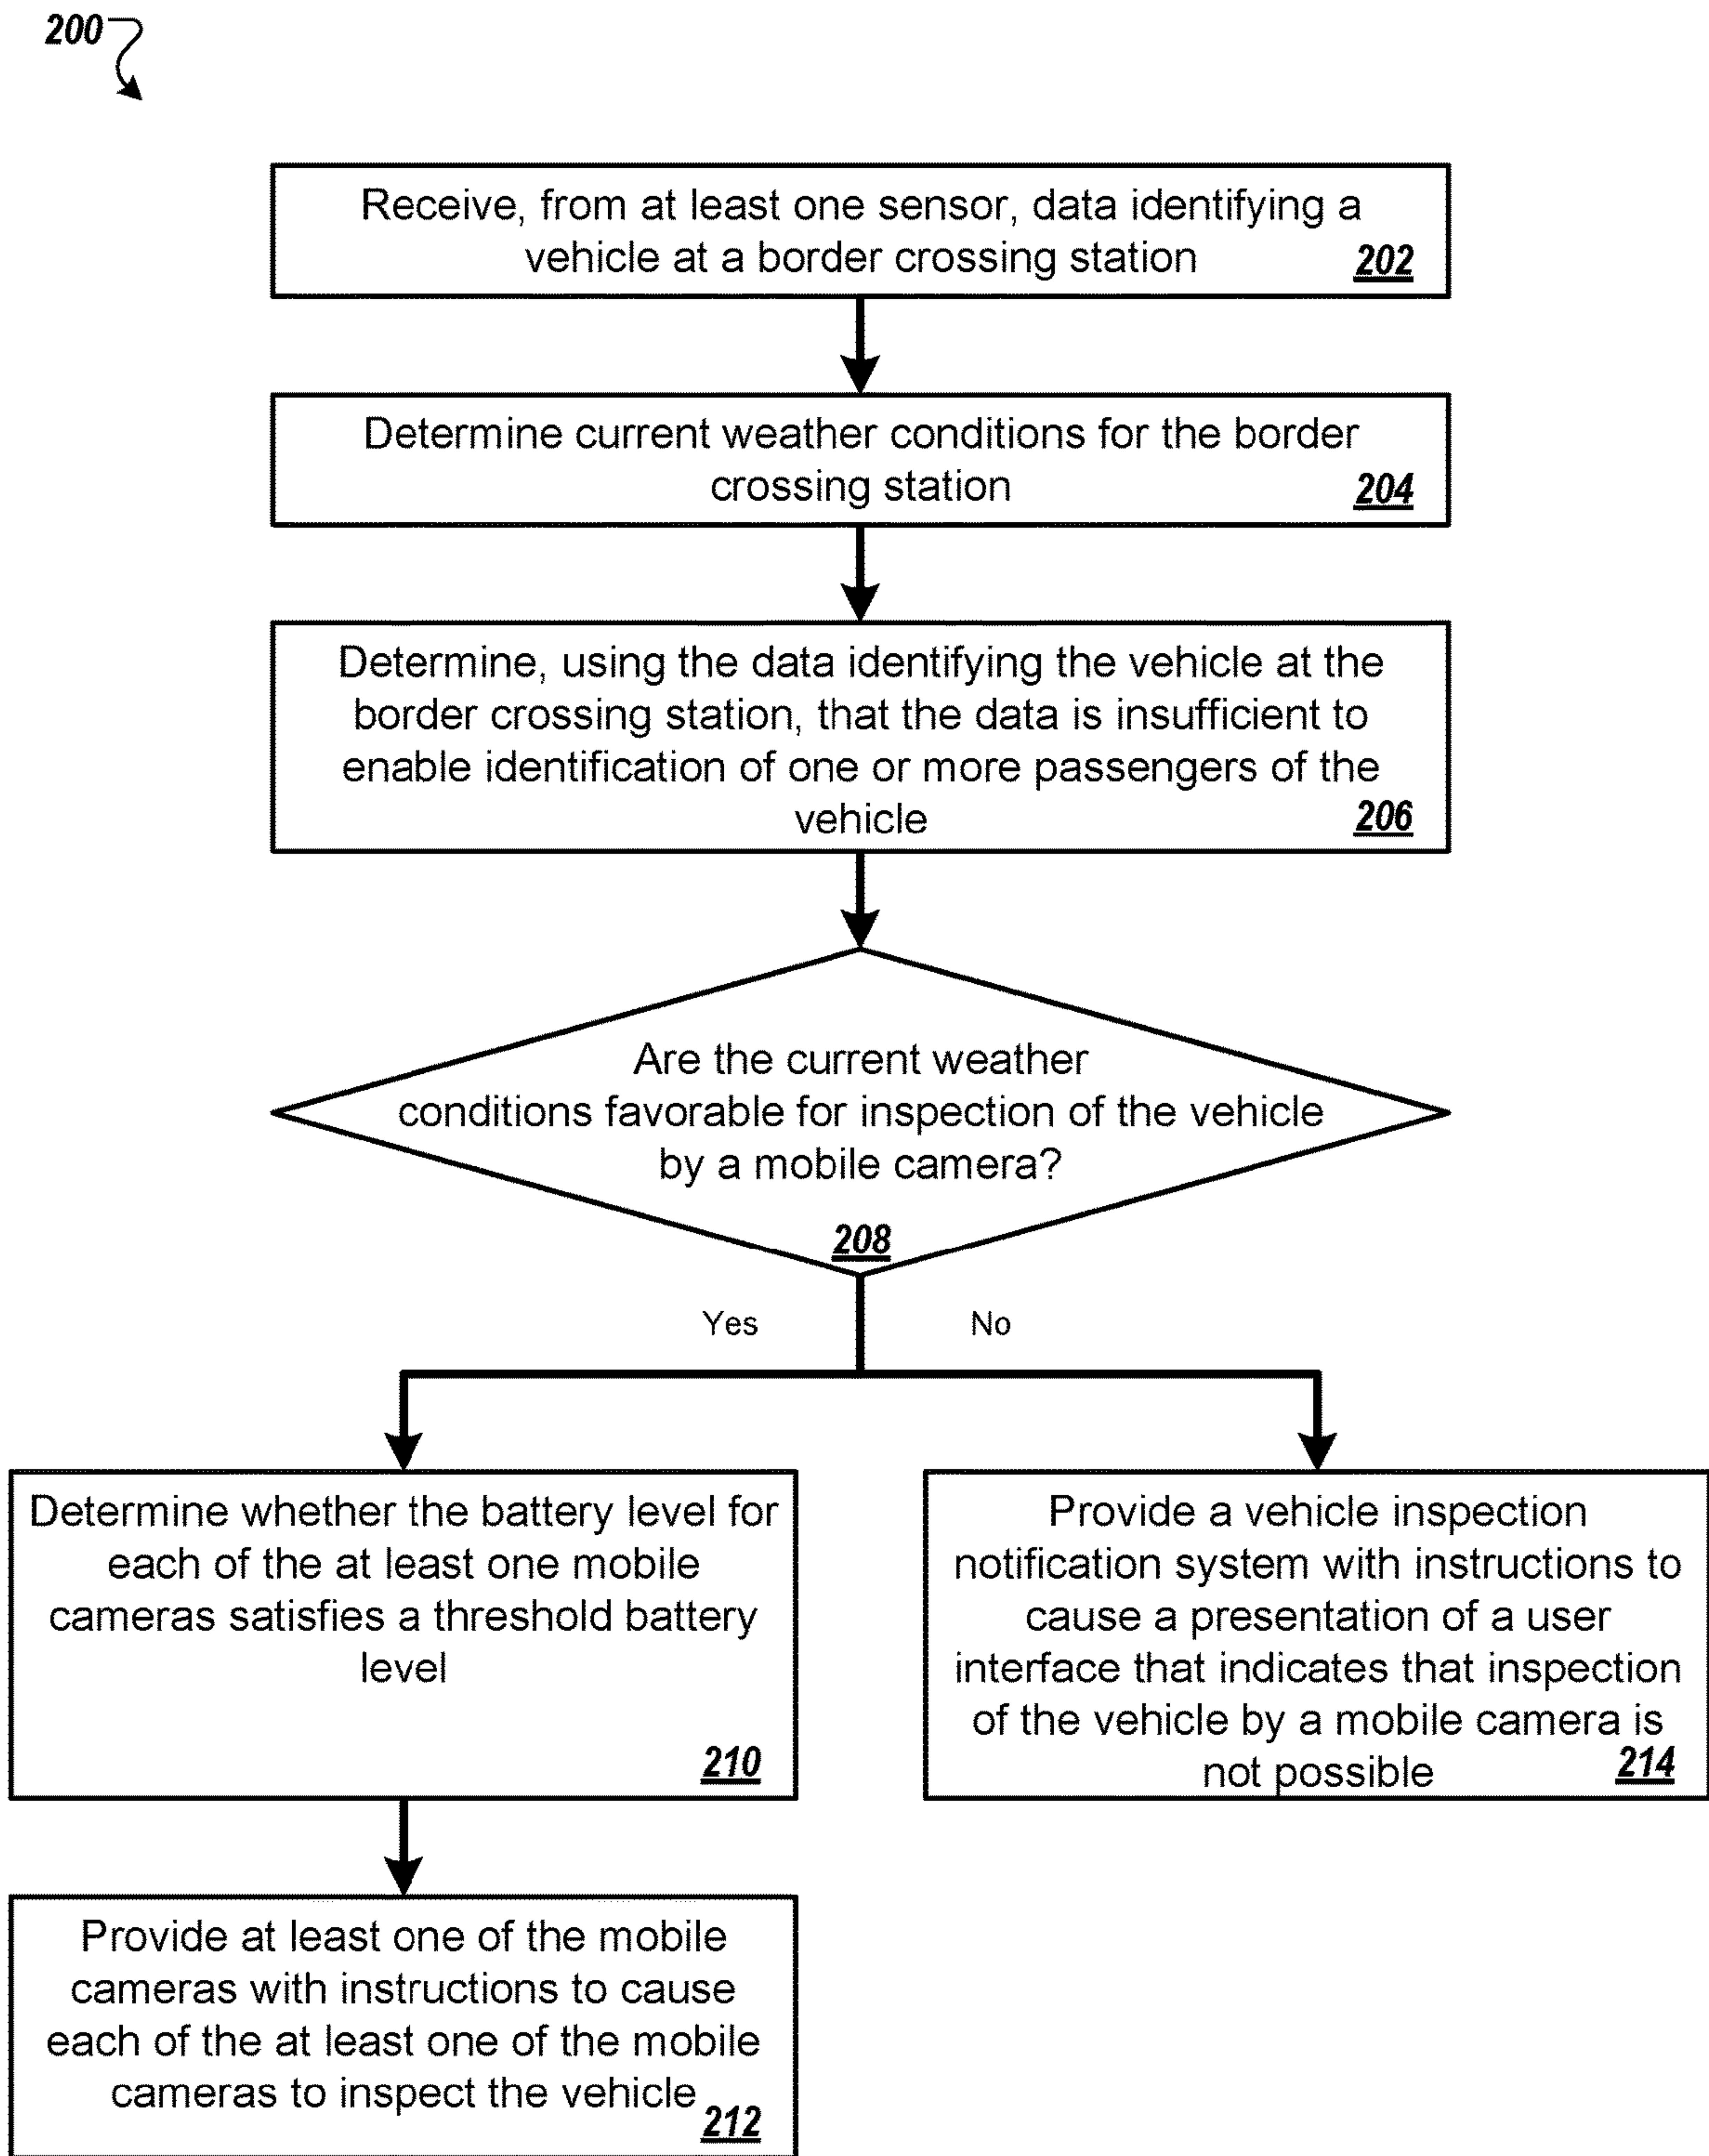 200
Receive, from at least one sensor, data identifying a
vehicle at a border crossing station
202
Determine current weather conditions for the border
crossing station
204
Determine, using the data identifying the vehicle at the
border crossing station, that the data is insufficient to
enable identification of one or more passengers of the
vehicle
206
Are the current weather
conditions favorable for inspection of the vehicle
by a mobile camera?
208
Yes
No
Determine whether the battery level for
each of the at least one mobile
cameras satisfies a threshold battery
level
210
Provide a vehicle inspection
notification system with instructions to
cause a presentation of a user
interface that indicates that inspection
of the vehicle by a mobile camera is
not possible
214
Provide at least one of the mobile
cameras with instructions to cause
each of the at least one of the mobile
cameras to inspect the vehicle
212